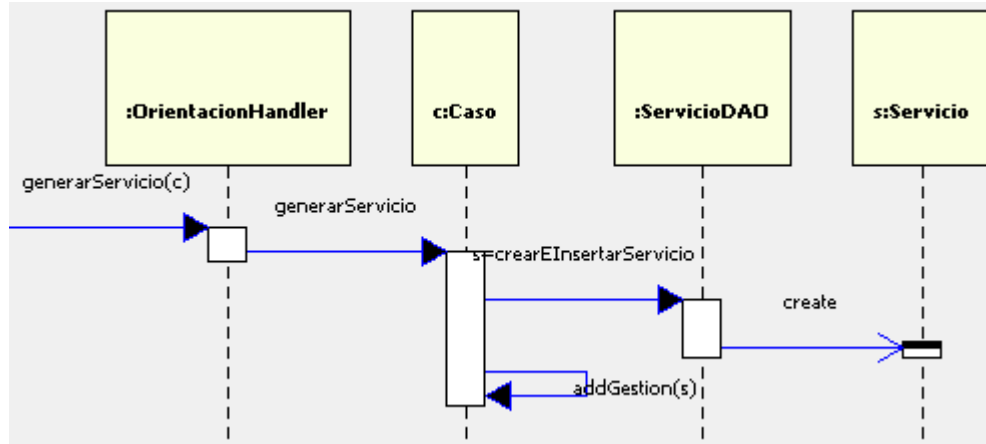 :OrientacionHandler
c:Caso
:ServicioDAO
s:Servicio
generarServicio(c)
generarServicio
s=crearEInsertarServicio
create
addGestion(s)